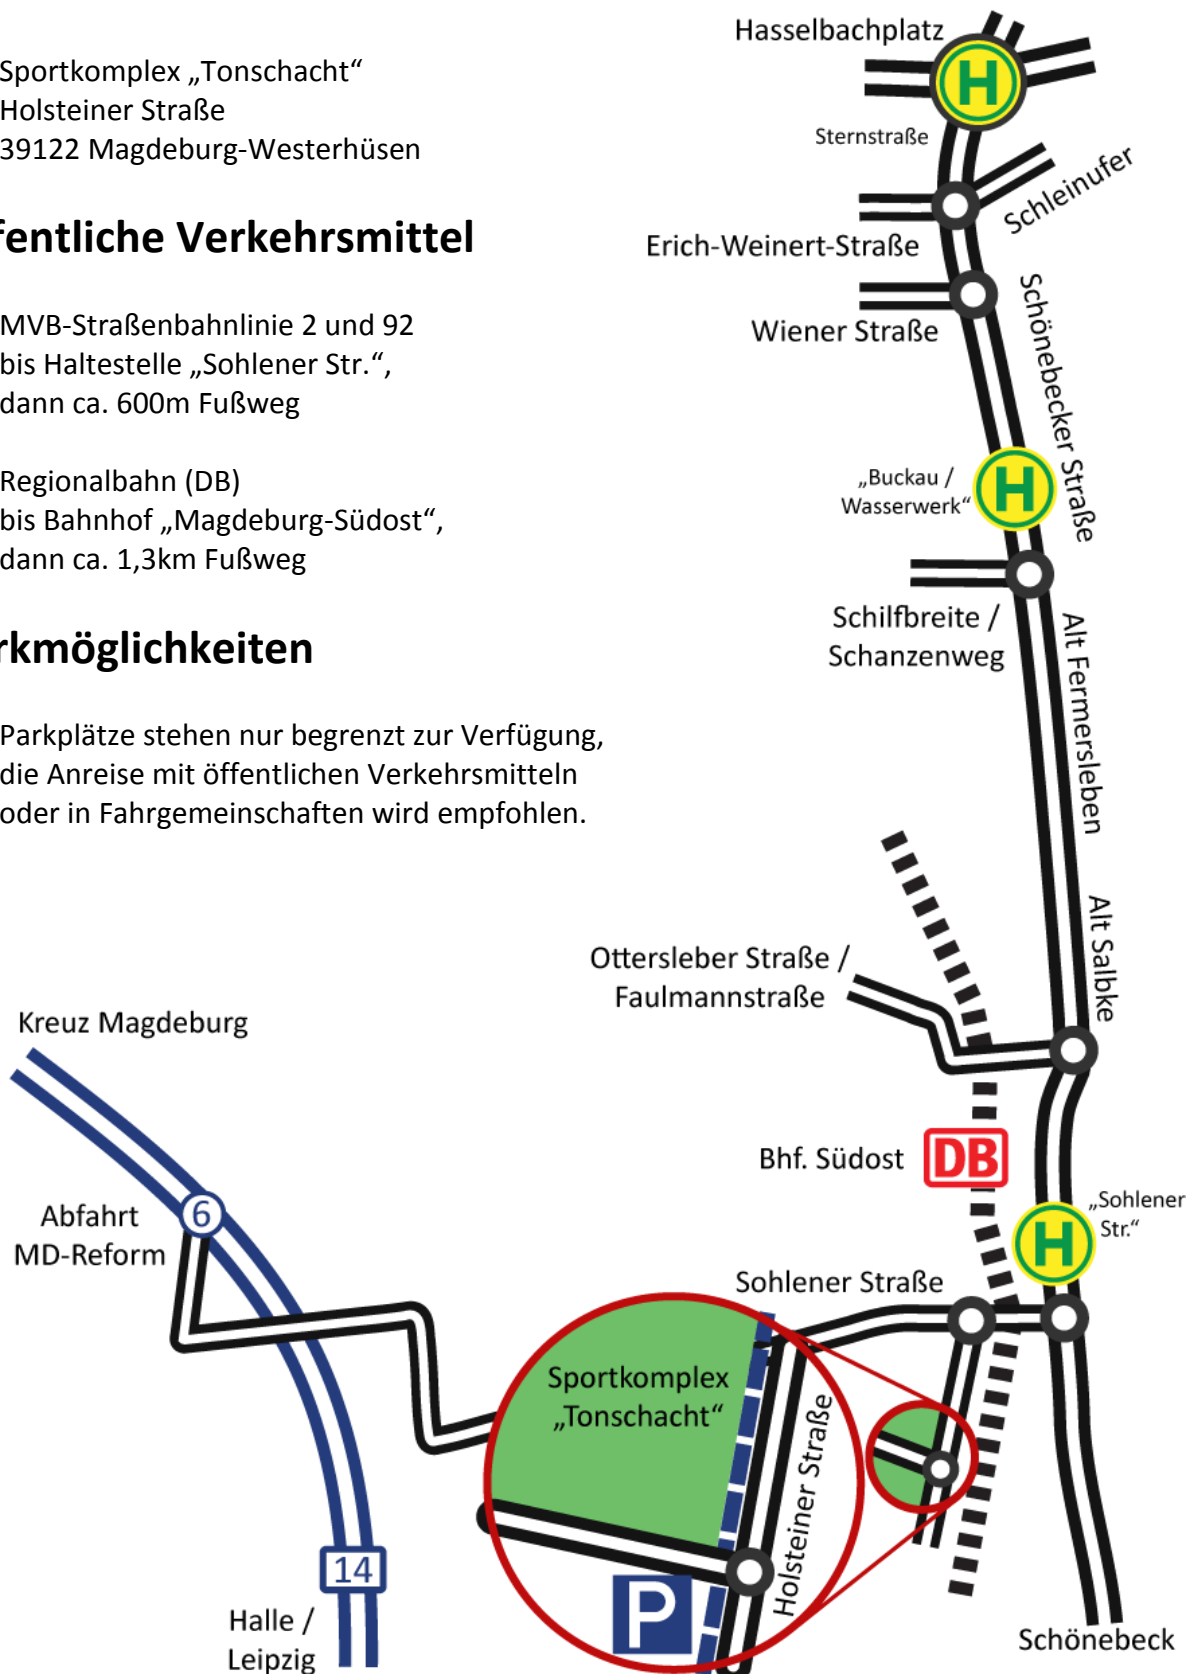 Sportkomplex „Tonschacht“
Holsteiner Straße
39122 Magdeburg-Westerhüsen
fentliche Verkehrsmittel
MVB-Straßenbahnlinie 2 und 92
bis Haltestelle „Sohlener Str.“,
dann ca. 600m Fußweg
Regionalbahn (DB)
bis Bahnhof „Magdeburg-Südost“,
dann ca. 1,3km Fußweg
rkmöglichkeiten
Parkplätze stehen nur begrenzt zur Verfügung,
die Anreise mit öffentlichen Verkehrsmitteln
oder in Fahrgemeinschaften wird empfohlen.
Hasselbachplatz
H
Sternstraße
Schleinufer
Erich-Weinert-Straße
Wiener Straße
Schönebecker Straße
„Buckau /
Wasserwerk“
H
Schilfbreite /
Schanzenweg
Alt Fermersleben
Alt Salbke
Ottersleber Straße /
Faulmannstraße
Kreuz Magdeburg
Bhf. Südost
DB
Abfahrt
MD-Reform
6
„Sohlener
Str.“
H
Sohlener Straße
Sportkomplex
„Tonschacht“
Holsteiner Straße
14
P
Halle /
Leipzig
Schönebeck